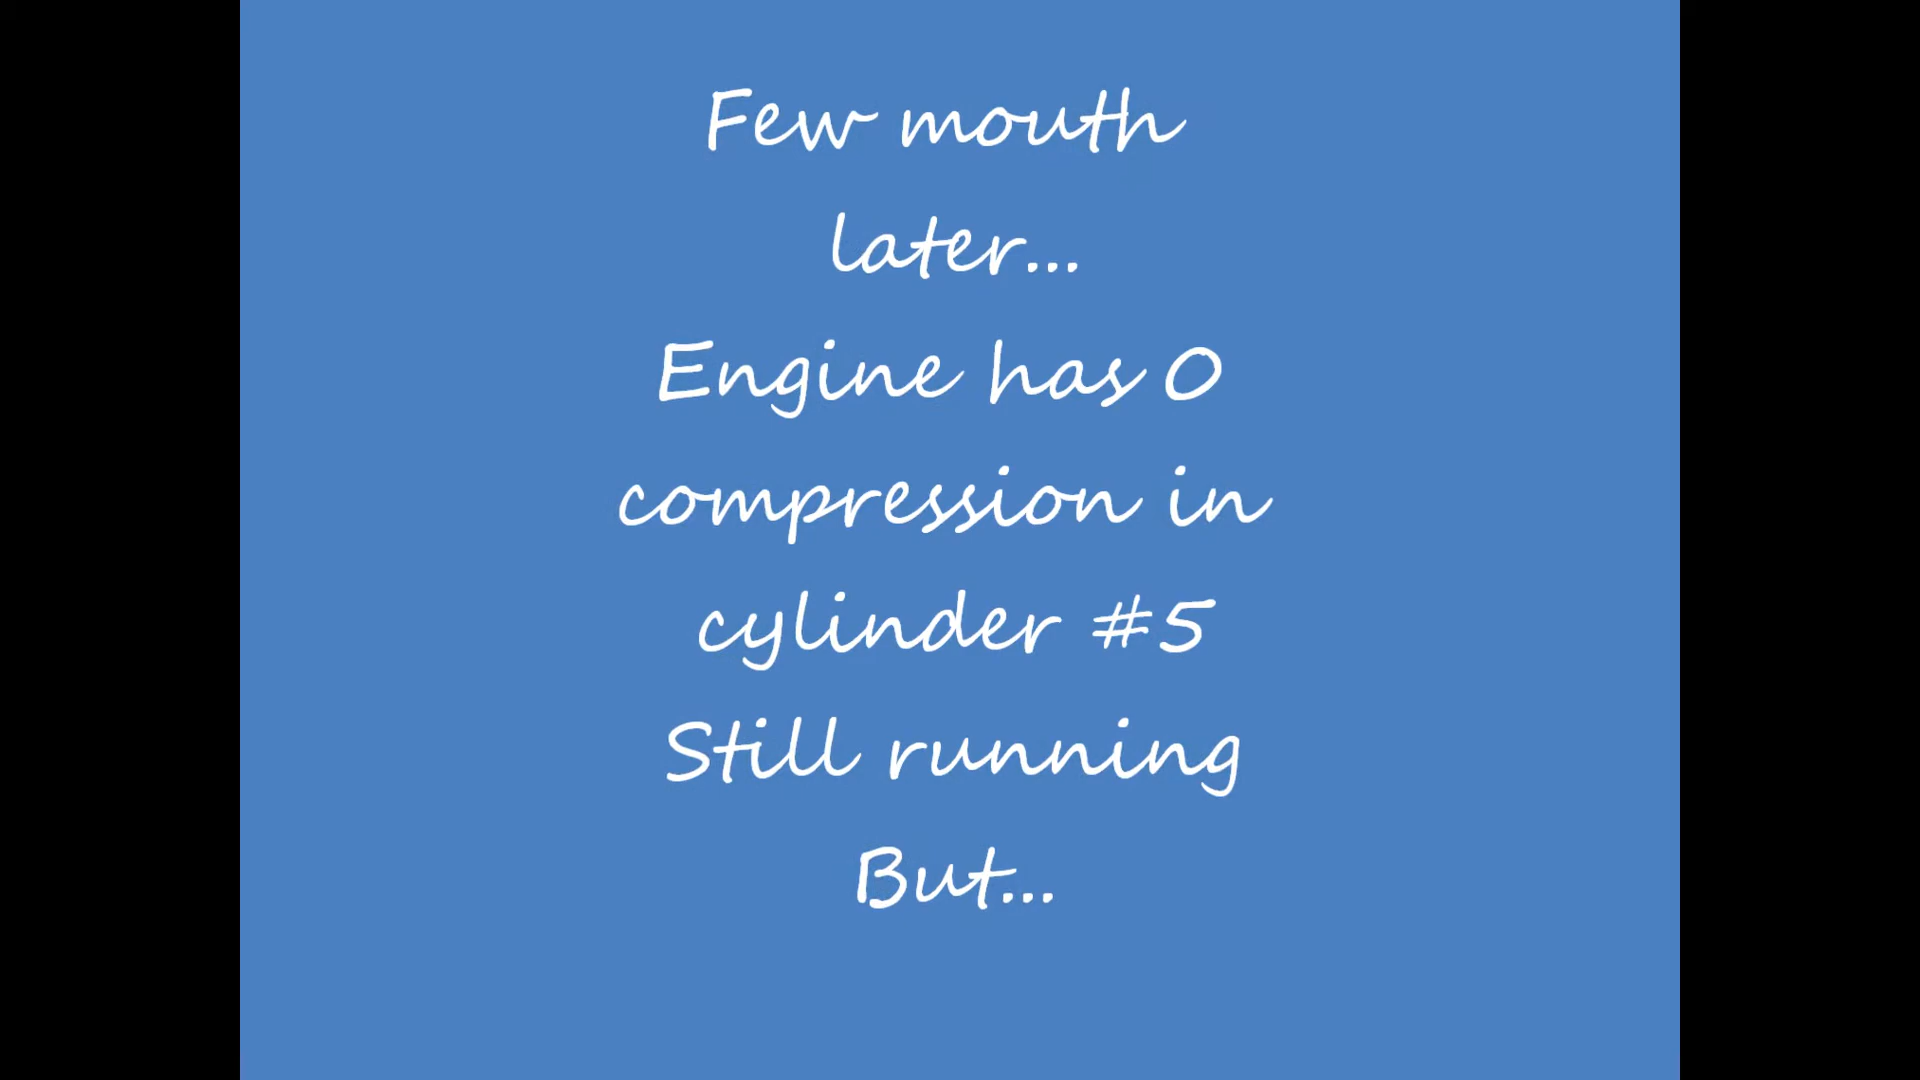 Few mouth
later...
Engine has 0
compression in
cylinder #5
Still running
But...